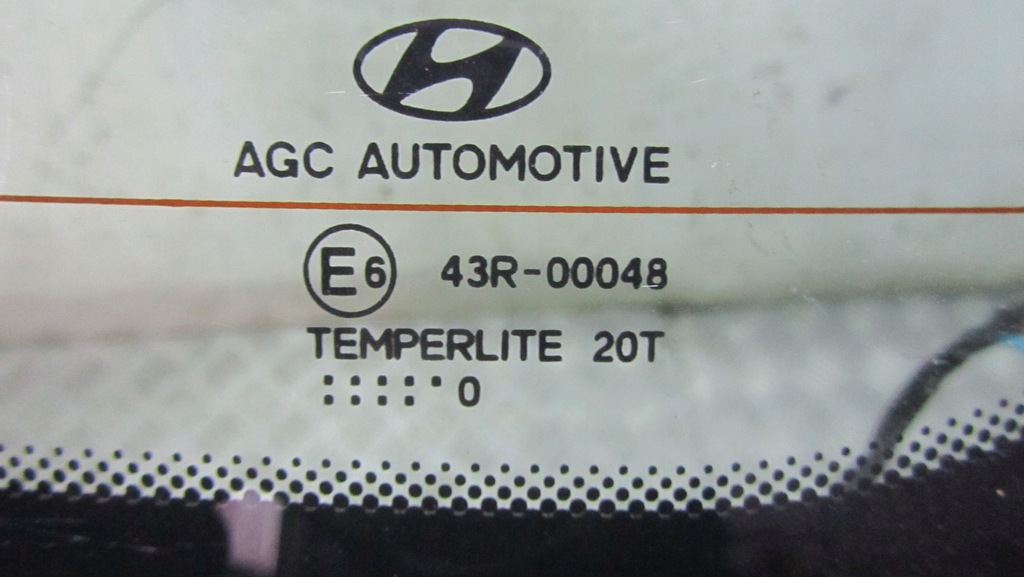 AGC AUTOMOTIVE
E6 43R-00048
TEMPERLITE 20T
:::::˙0